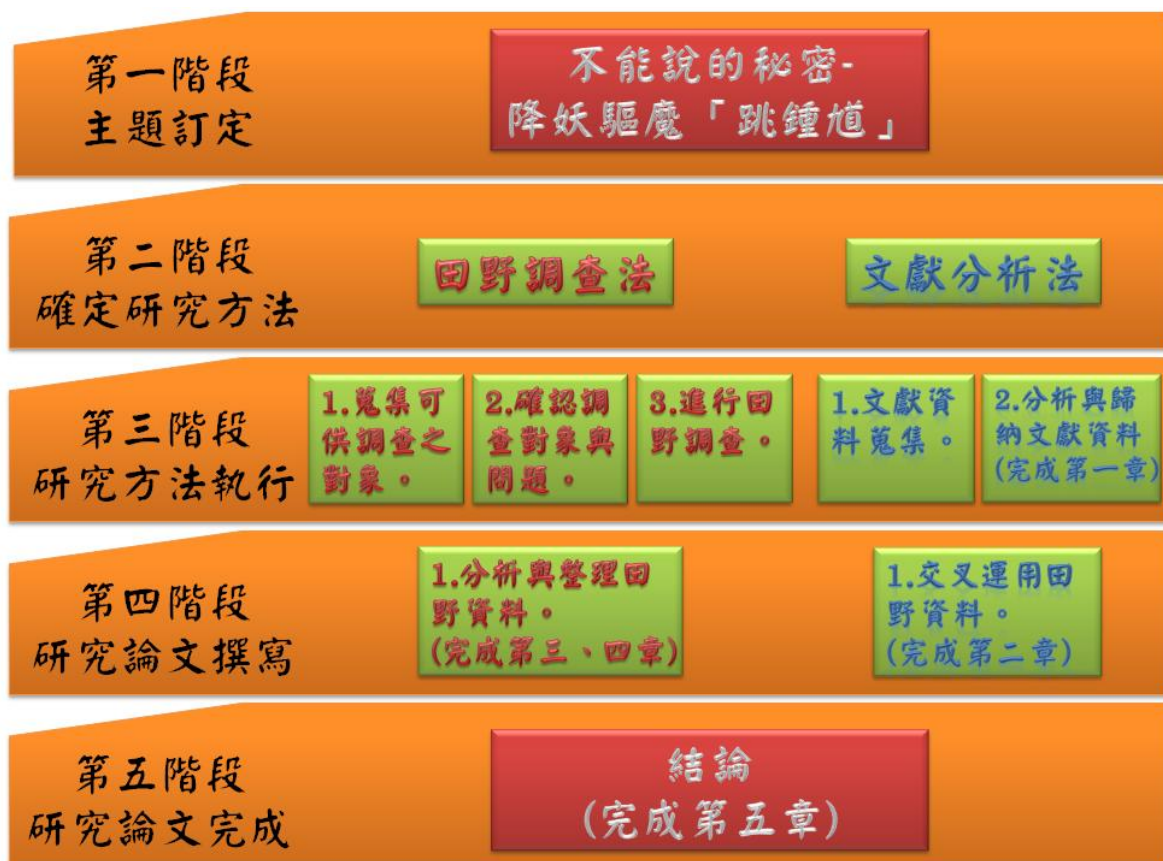 第一階段
主題訂定
不能說的秘密-
降妖驅魔「跳鍾馗」
第二階段
確定研究方法
田野調查法
文獻分析法
第三階段
研究方法執行
1.蒐集可
供調查之
對象。
2.確認調
查對象與
問題。
3.進行田
野調查。
1.文獻資
料蒐集。
2.分析與歸
納文獻資料
(完成第一章)
第四階段
研究論文撰寫
1.分析與整理田
野資料。
(完成第三、四章)
1.交叉運用田
野資料。
(完成第二章)
第五階段
研究論文完成
結論
(完成第五章)